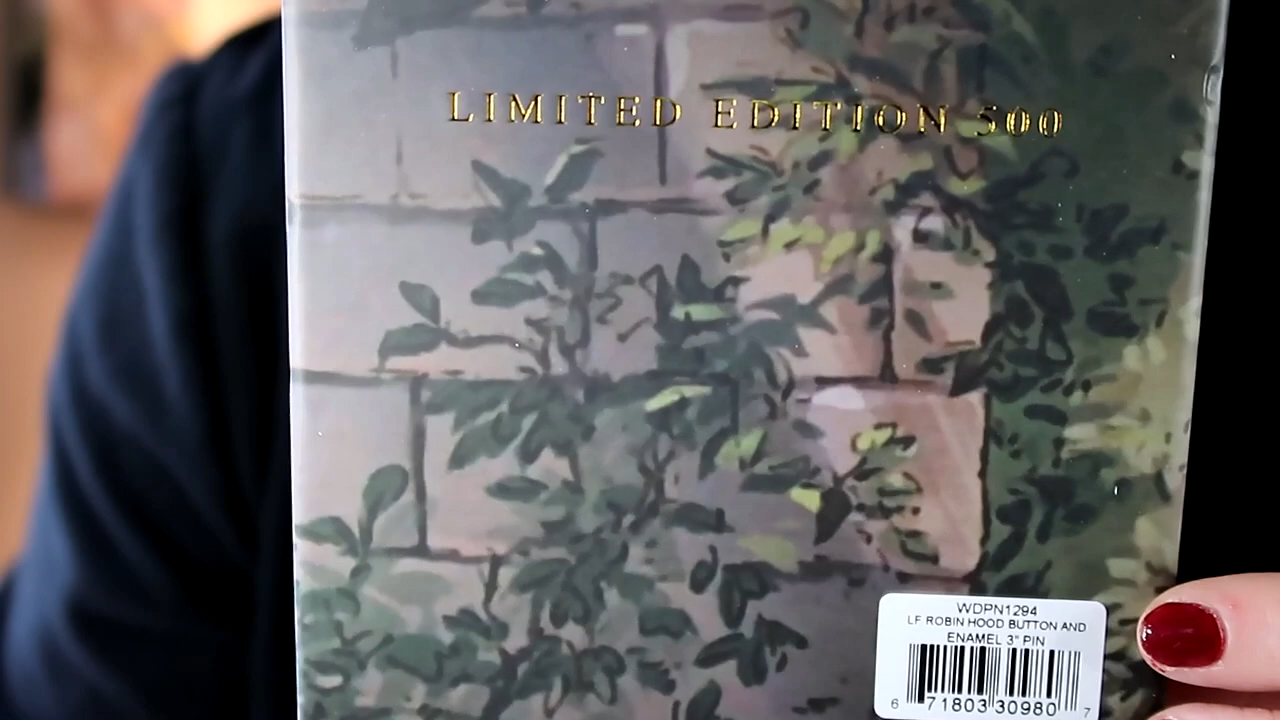 LIMITED EDITION 500
WDPN1294
LF ROBIN HOOD BUTTON AND
ENAMEL 3" PIN
6 71803 30980 7